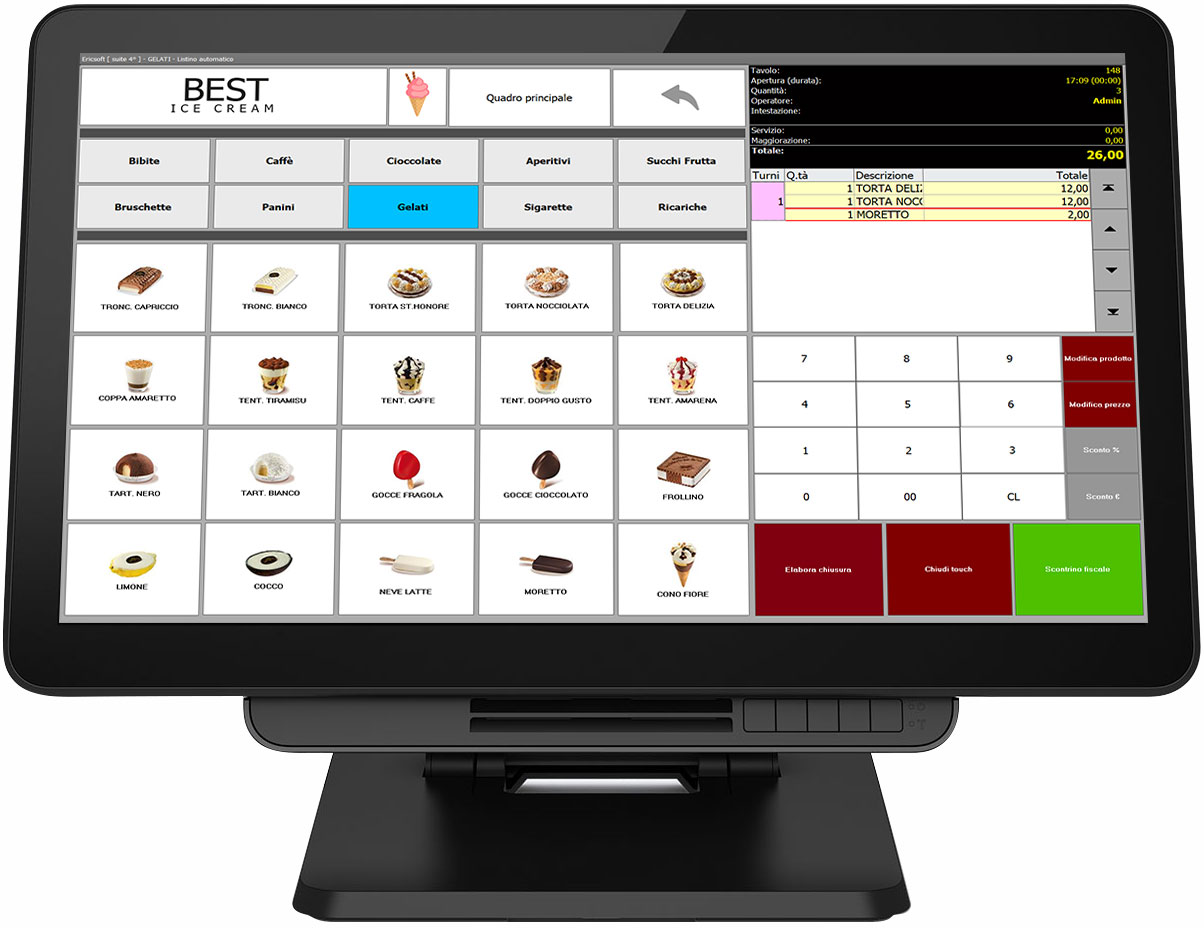 Ericsoft [ suite 4® ] - GELATI - Listino automatico
BEST
ICE CREAM
Quadro principale
Bibite
Caffè
Cioccolate
Aperitivi
Succhi Frutta
Bruschette
Panini
Gelati
Sigarette
Ricariche
TRONC. CAPRICCIO
TRONC. BIANCO
TORTA ST.HONORE
TORTA NOCCIOLATA
TORTA DELIZIA
COPPA AMARETTO
TENT. TIRAMISU
TENT. CAFFE
TENT. DOPPIO GUSTO
TENT. AMARENA
TART. NERO
TART. BIANCO
GOCCE FRAGOLA
GOCCE CIOCCOLATO
FROLLINO
LIMONE
COCCO
NEVE LATTE
MORETTO
CONO FIORE
Tavolo: 148
Apertura (durata): 17:09 (00:00)
Quantità: 3
Operatore: Admin
Intestazione:
Servizio: 0,00
Maggiorazione: 0,00
Totale: 26,00
Turni Q.tà Descrizione Totale
1 TORTA DELIZ 12,00
1 1 TORTA NOCC 12,00
1 MORETTO 2,00
7 8 9 Modifica prodotto
4 5 6 Modifica prezzo
1 2 3 Sconto %
0 00 CL Sconto €
Elabora chiusura
Chiudi touch
Scontrino fiscale